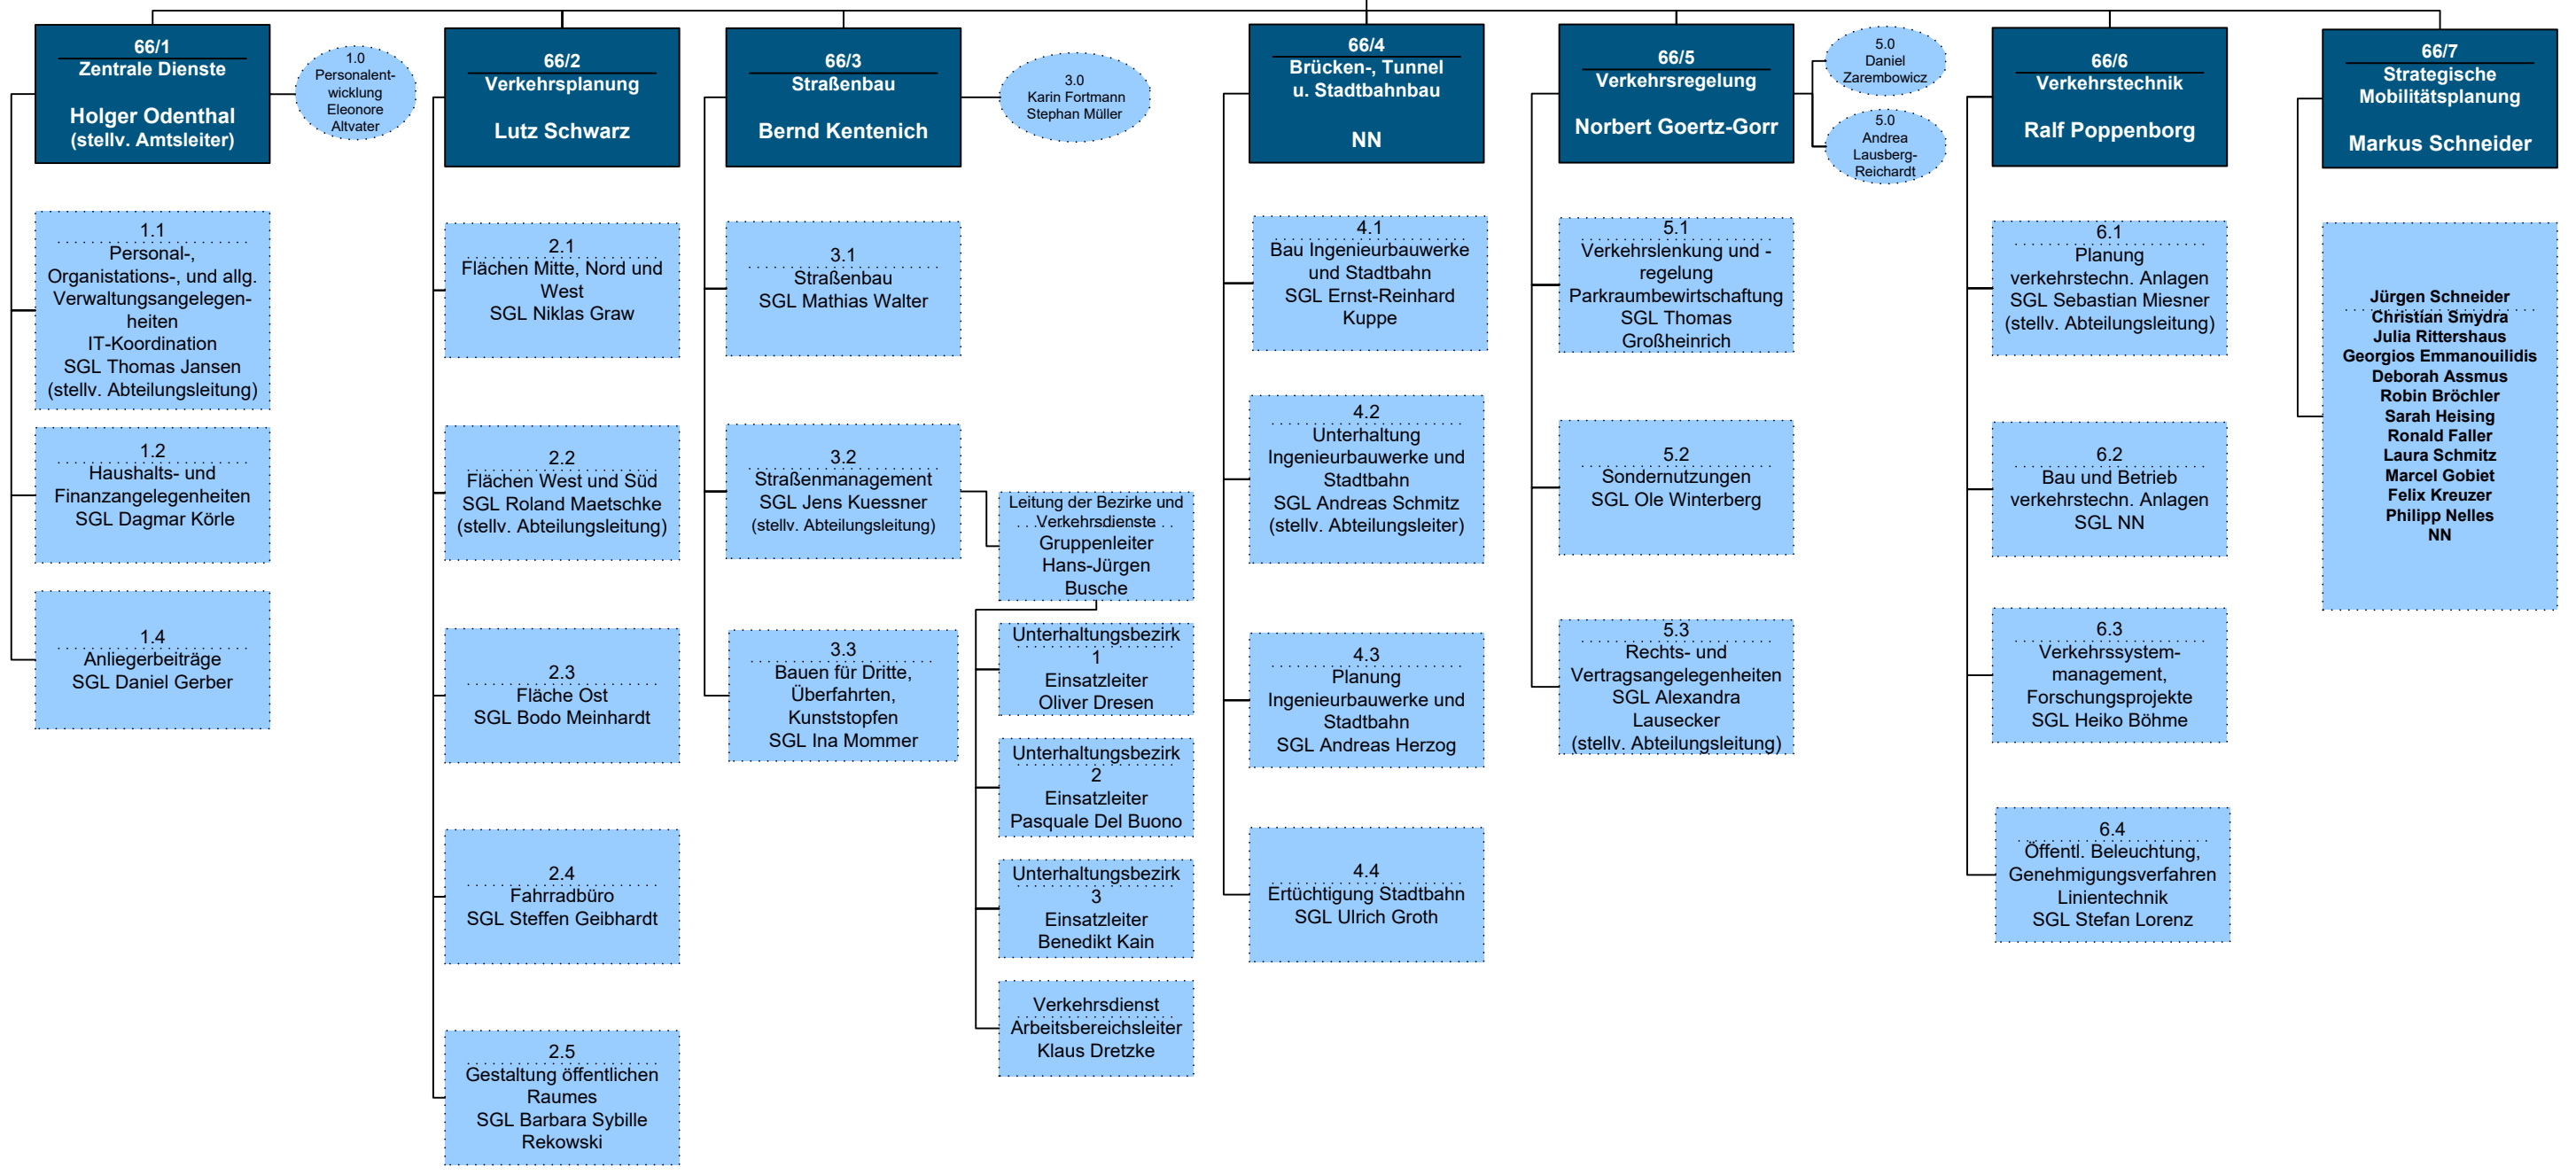 66/1
Zentrale Dienste
Holger Odenthal
(stellv. Amtsleiter)
1.0
Personalent-
wicklung
Eleonore
Altvater
1.1
Personal-,
Organistations-, und allg.
Verwaltungsangelegen-
heiten
IT-Koordination
SGL Thomas Jansen
(stellv. Abteilungsleitung)
1.2
Haushalts- und
Finanzangelegenheiten
SGL Dagmar Körle
1.4
Anliegerbeiträge
SGL Daniel Gerber
66/2
Verkehrsplanung
Lutz Schwarz
2.1
Flächen Mitte, Nord und
West
SGL Niklas Graw
2.2
Flächen West und Süd
SGL Roland Maetschke
(stellv. Abteilungsleitung)
2.3
Fläche Ost
SGL Bodo Meinhardt
2.4
Fahrradbüro
SGL Steffen Geibhardt
2.5
Gestaltung öffentlichen
Raumes
SGL Barbara Sybille
Rekowski
66/3
Straßenbau
Bernd Kentenich
3.0
Karin Fortmann
Stephan Müller
3.1
Straßenbau
SGL Mathias Walter
3.2
Straßenmanagement
SGL Jens Kuessner
(stellv. Abteilungsleitung)
3.3
Bauen für Dritte,
Überfahrten,
Kunststopfen
SGL Ina Mommer
Leitung der Bezirke und
Verkehrsdienste
Gruppenleiter
Hans-Jürgen
Busche
Unterhaltungsbezirk
1
Einsatzleiter
Oliver Dresen
Unterhaltungsbezirk
2
Einsatzleiter
Pasquale Del Buono
Unterhaltungsbezirk
3
Einsatzleiter
Benedikt Kain
Verkehrsdienst
Arbeitsbereichsleiter
Klaus Dretzke
66/4
Brücken-, Tunnel
u. Stadtbahnbau
NN
4.1
Bau Ingenieurbauwerke
und Stadtbahn
SGL Ernst-Reinhard
Kuppe
4.2
Unterhaltung
Ingenieurbauwerke und
Stadtbahn
SGL Andreas Schmitz
(stellv. Abteilungsleiter)
4.3
Planung
Ingenieurbauwerke und
Stadtbahn
SGL Andreas Herzog
4.4
Ertüchtigung Stadtbahn
SGL Ulrich Groth
66/5
Verkehrsregelung
Norbert Goertz-Gorr
5.0
Daniel
Zarembowicz
5.0
Andrea
Lausberg-
Reichardt
5.1
Verkehrslenkung und -
regelung
Parkraumbewirtschaftung
SGL Thomas
Großheinrich
5.2
Sondernutzungen
SGL Ole Winterberg
5.3
Rechts- und
Vertragsangelegenheiten
SGL Alexandra
Lausecker
(stellv. Abteilungsleitung)
66/6
Verkehrstechnik
Ralf Poppenborg
6.1
Planung
verkehrstechn. Anlagen
SGL Sebastian Miesner
(stellv. Abteilungsleitung)
6.2
Bau und Betrieb
verkehrstechn. Anlagen
SGL NN
6.3
Verkehrssystem-
management,
Forschungsprojekte
SGL Heiko Böhme
6.4
Öffentl. Beleuchtung,
Genehmigungsverfahren
Linientechnik
SGL Stefan Lorenz
66/7
Strategische
Mobilitätsplanung
Markus Schneider
Jürgen Schneider
Christian Smydra
Julia Rittershaus
Georgios Emmanouilidis
Deborah Assmus
Robin Bröchler
Sarah Heising
Ronald Faller
Laura Schmitz
Marcel Gobiet
Felix Kreuzer
Philipp Nelles
NN